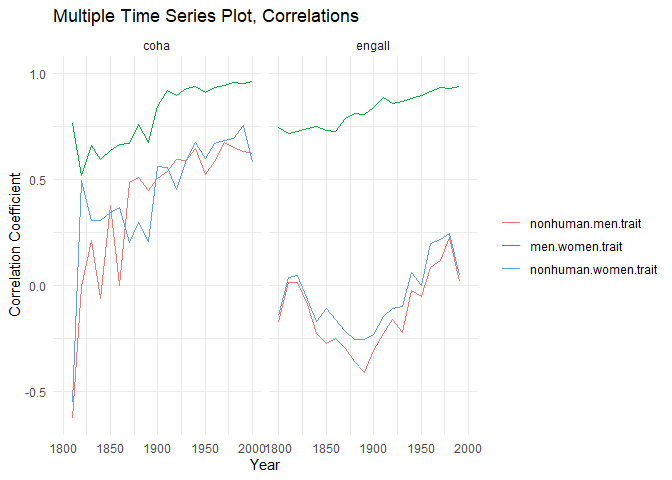 Multiple Time Series Plot, Correlations
coha
engall
1.0
0.5
0.0
-0.5
Correlation Coefficient
1800 1850 1900 1950 2000
1800 1850 1900 1950 2000
Year
nonhuman.men.trait
men.women.trait
nonhuman.women.trait